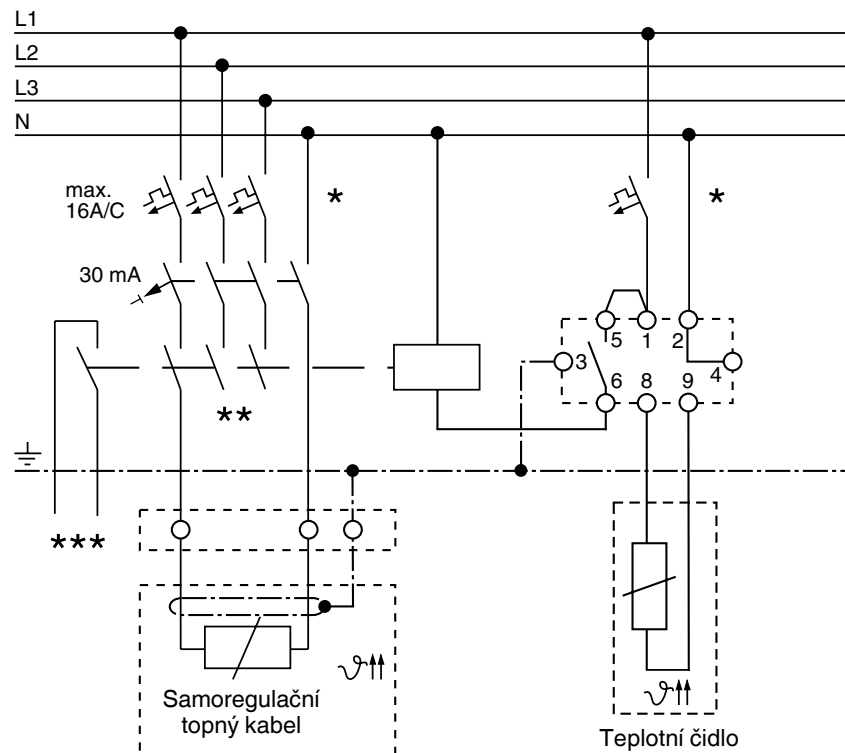 L1
L2
L3
N
max.
16A/C
*
*
30 mA
5 1 2
3
4
6 8 9
**
***
Samoregulační
topný kabel
ϑ
ϑ
Teplotní čidlo